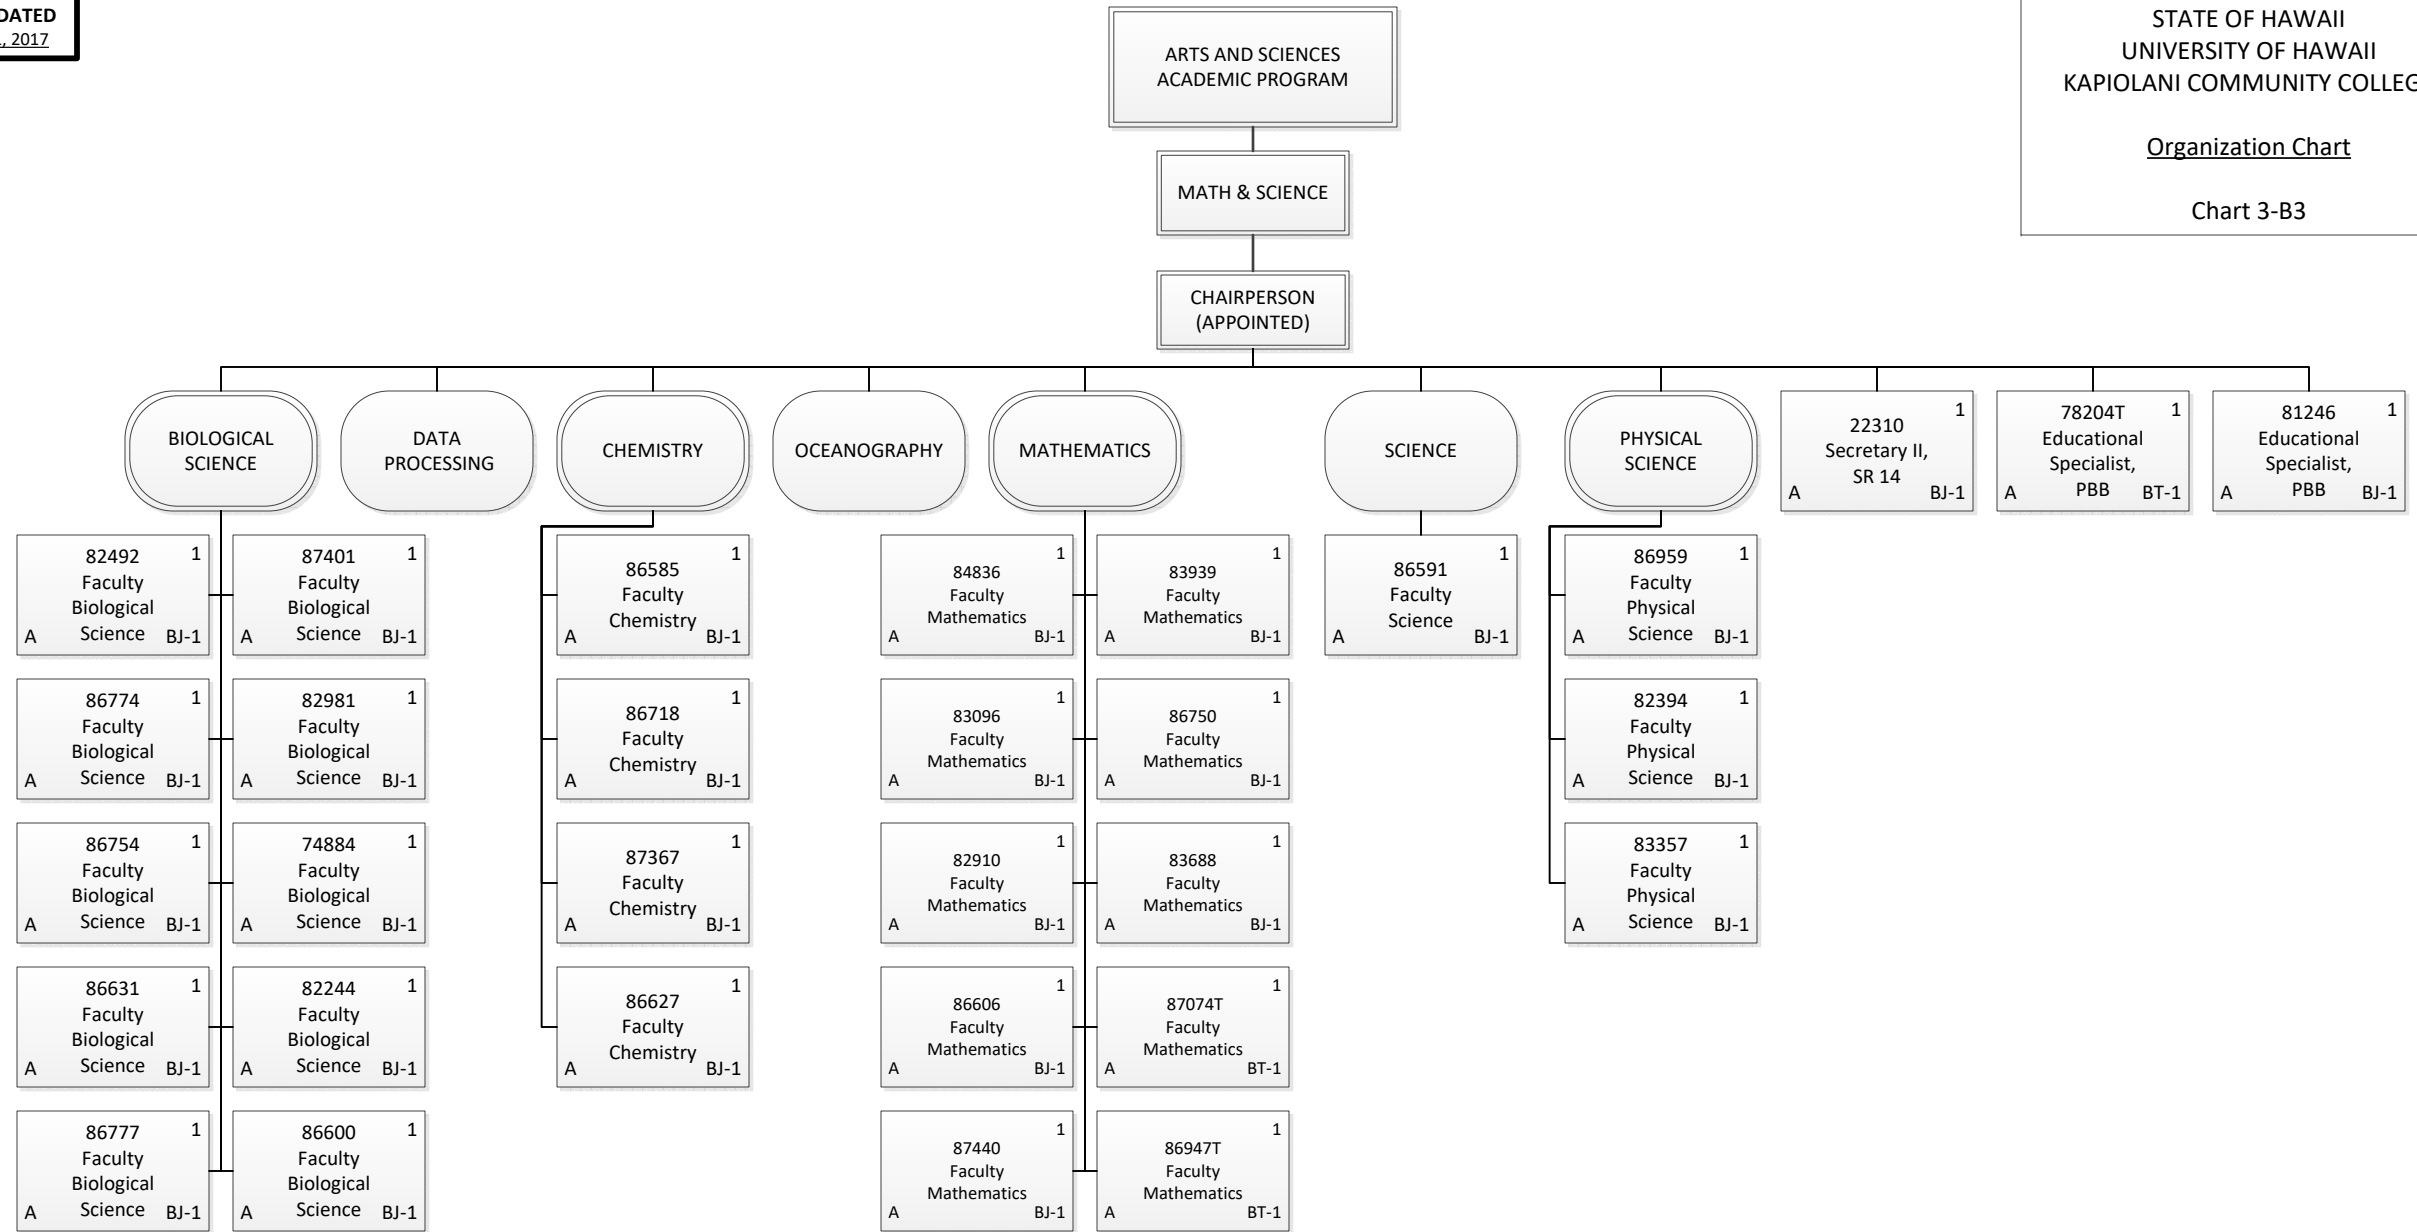 DATED
, 2017
ARTS AND SCIENCES
ACADEMIC PROGRAM
STATE OF HAWAII
UNIVERSITY OF HAWAII
KAPIOLANI COMMUNITY COLLEG
Organization Chart
Chart 3-B3
MATH & SCIENCE
CHAIRPERSON
(APPOINTED)
BIOLOGICAL
SCIENCE
DATA
PROCESSING
CHEMISTRY
OCEANOGRAPHY
MATHEMATICS
SCIENCE
PHYSICAL
SCIENCE
22310 1
Secretary II,
SR 14
A BJ-1
78204T 1
Educational
Specialist,
A PBB BT-1
81246 1
Educational
Specialist,
A PBB BJ-1
82492 1
Faculty
Biological
A Science BJ-1
87401 1
Faculty
Biological
A Science BJ-1
86585 1
Faculty
Chemistry
A BJ-1
84836 1
Faculty
Mathematics
A BJ-1
83939 1
Faculty
Mathematics
A BJ-1
86591 1
Faculty
Science
A BJ-1
86959 1
Faculty
Physical
A Science BJ-1
86774 1
Faculty
Biological
A Science BJ-1
82981 1
Faculty
Biological
A Science BJ-1
86718 1
Faculty
Chemistry
A BJ-1
83096 1
Faculty
Mathematics
A BJ-1
86750 1
Faculty
Mathematics
A BJ-1
82394 1
Faculty
Physical
A Science BJ-1
86754 1
Faculty
Biological
A Science BJ-1
74884 1
Faculty
Biological
A Science BJ-1
87367 1
Faculty
Chemistry
A BJ-1
82910 1
Faculty
Mathematics
A BJ-1
83688 1
Faculty
Mathematics
A BJ-1
83357 1
Faculty
Physical
A Science BJ-1
86631 1
Faculty
Biological
A Science BJ-1
82244 1
Faculty
Biological
A Science BJ-1
86627 1
Faculty
Chemistry
A BJ-1
86606 1
Faculty
Mathematics
A BJ-1
87074T 1
Faculty
Mathematics
A BT-1
86777 1
Faculty
Biological
A Science BJ-1
86600 1
Faculty
Biological
A Science BJ-1
87440 1
Faculty
Mathematics
A BJ-1
86947T 1
Faculty
Mathematics
A BT-1